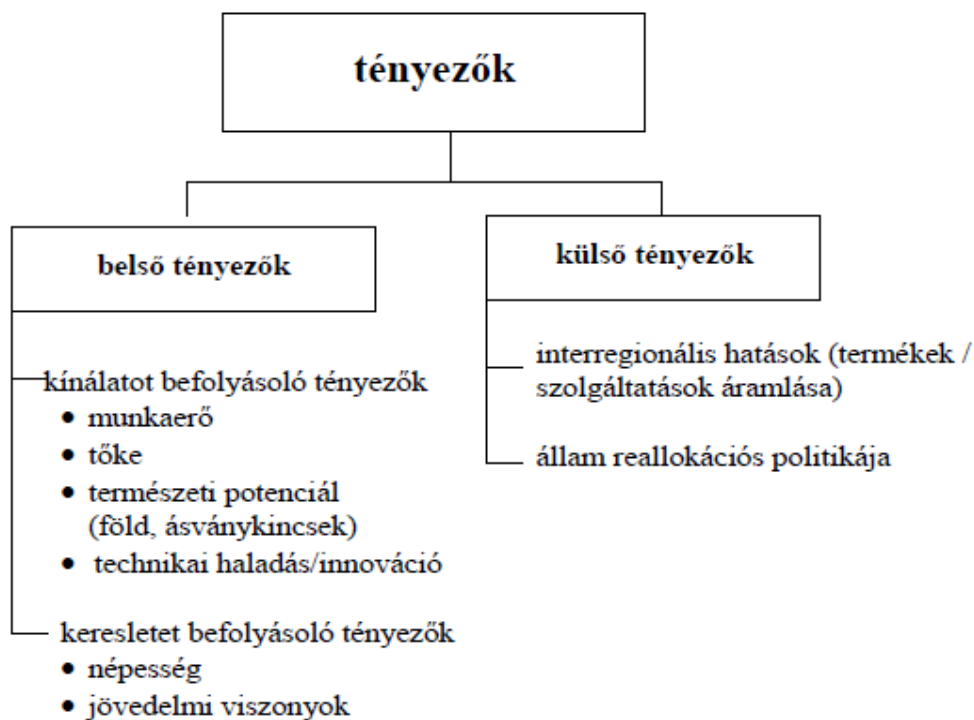 tényezők
belső tényezők
kínálatot befolyásoló tényezők
• munkaerő
• tőke
• természeti potenciál
(föld, ásványkincsek)
• technikai haladás/innováció
keresletet befolyásoló tényezők
• népesség
• jövedelmi viszonyok
külső tényezők
interregionális hatások (termékek /
szolgáltatások áramlása)
állam reallokációs politikája